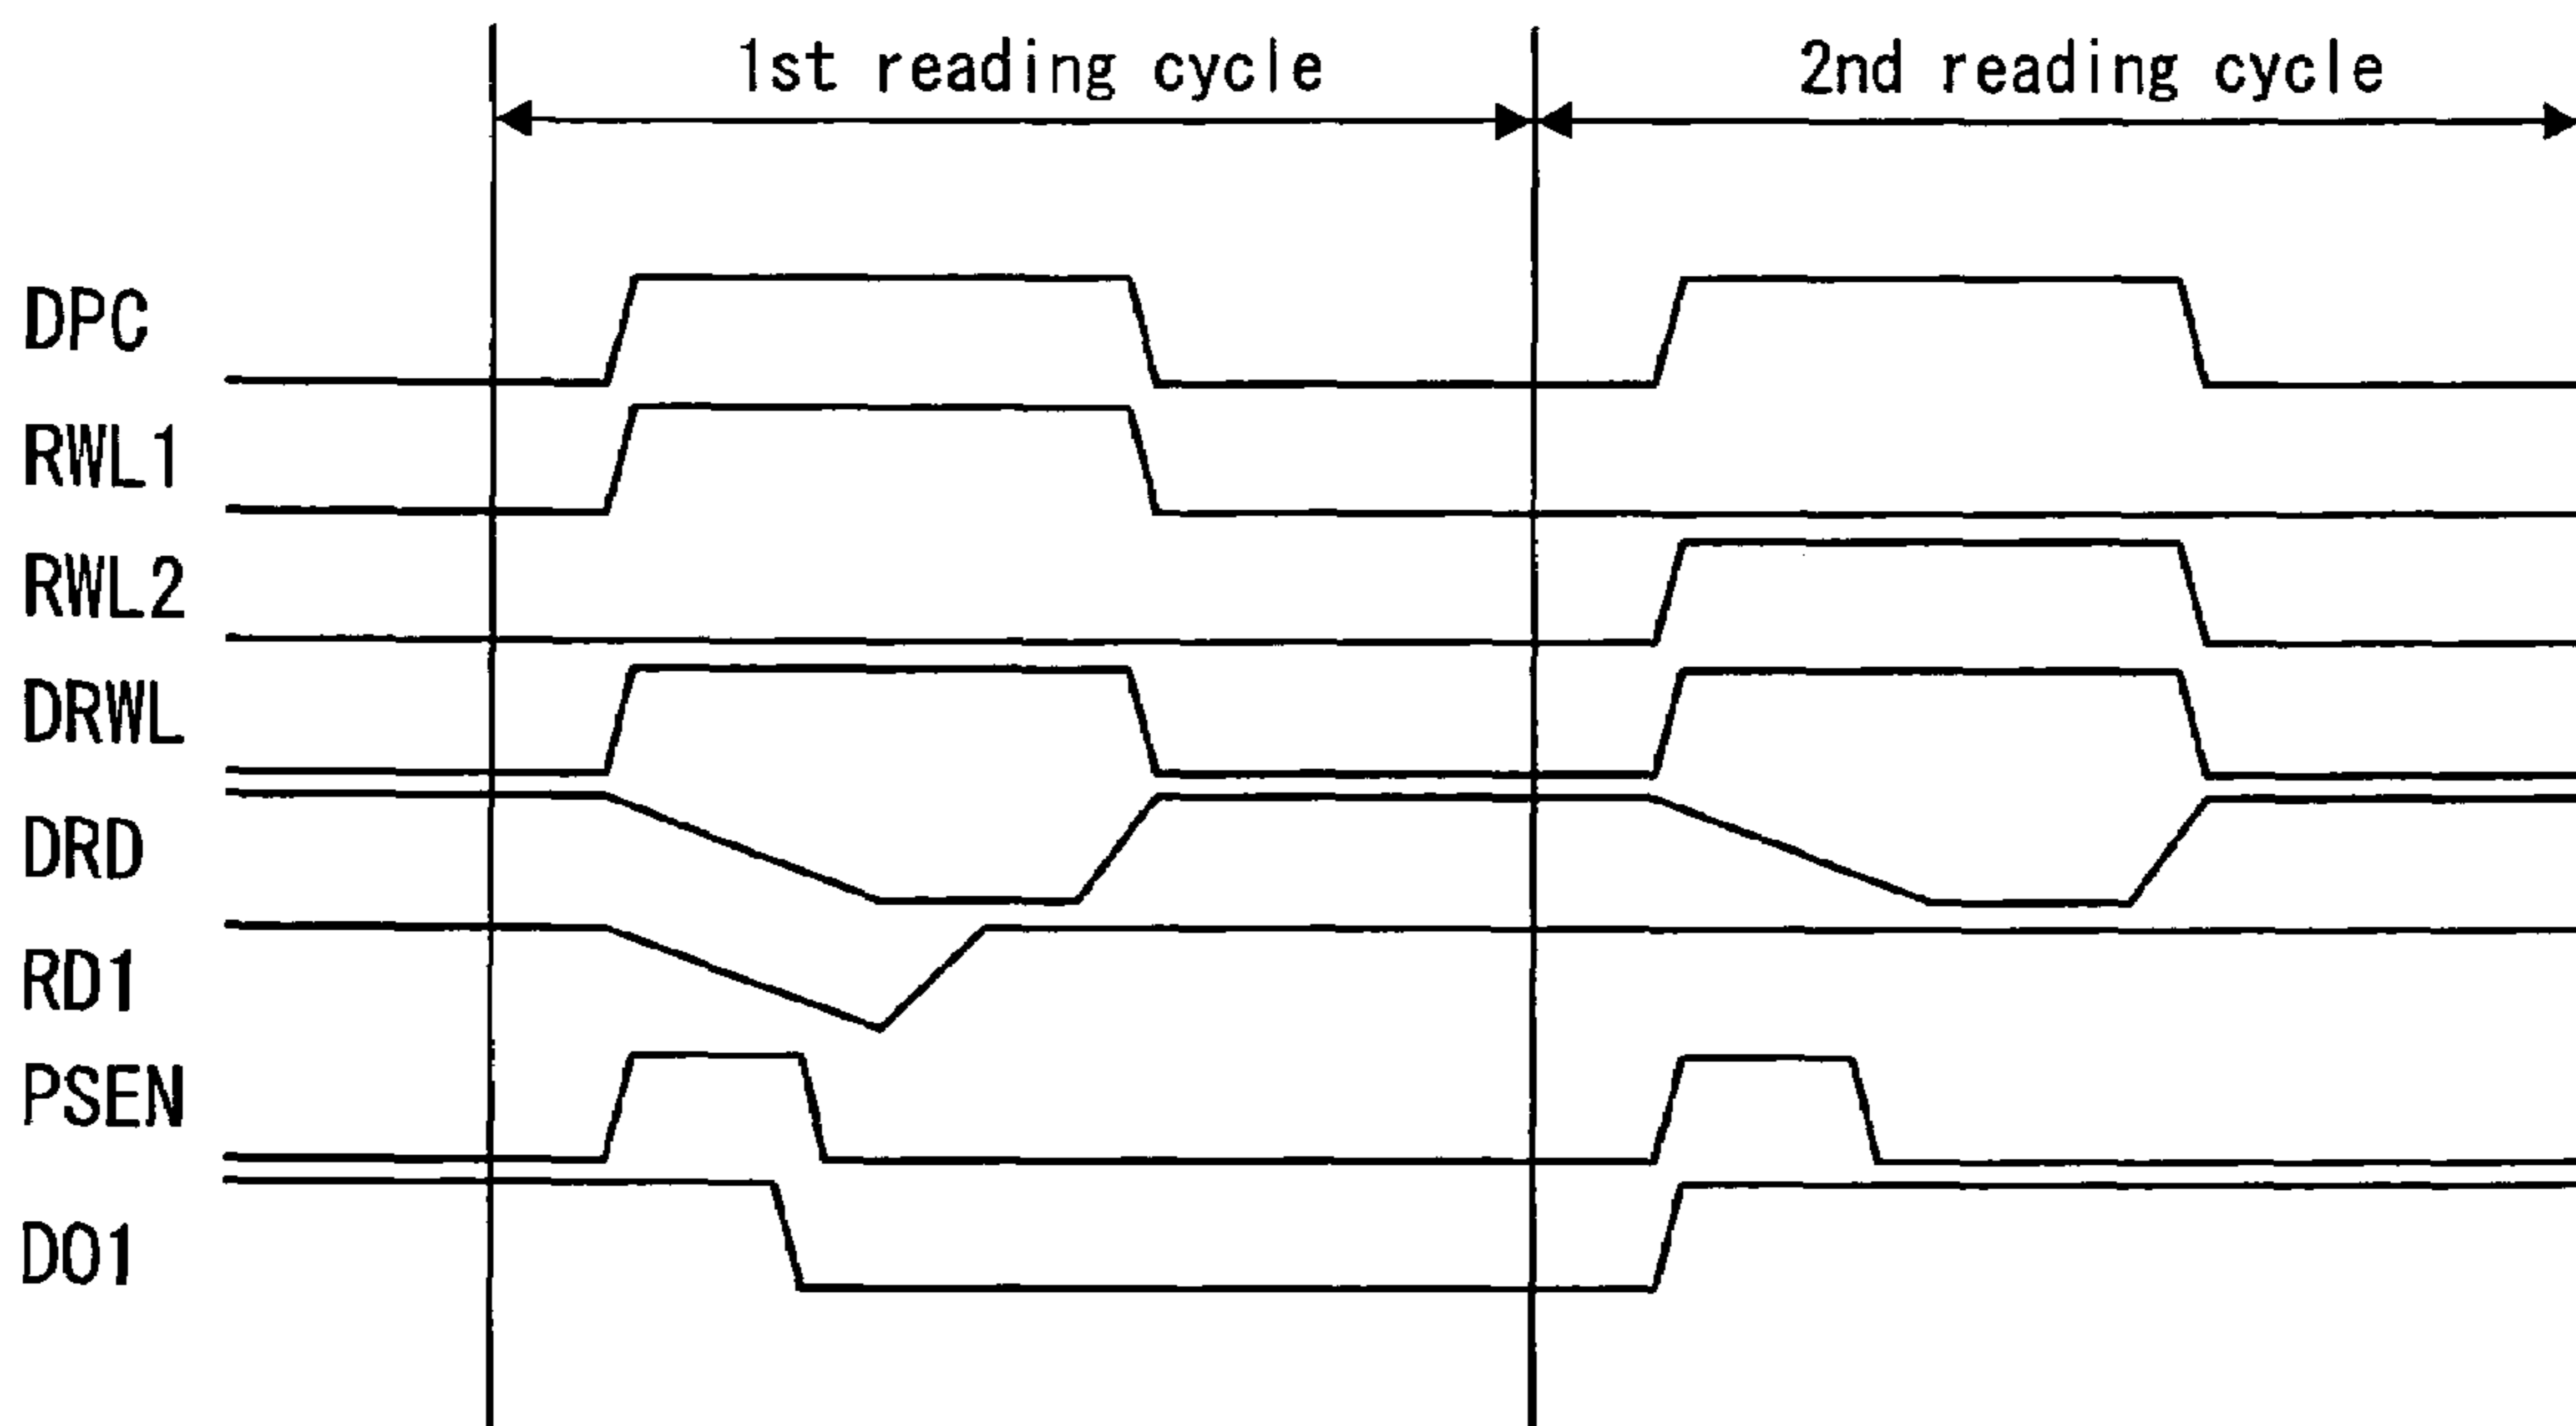 1st reading cycle
2nd reading cycle
DPC
RWL1
RWL2
DRWL
DRD
RD1
PSEN
DO1